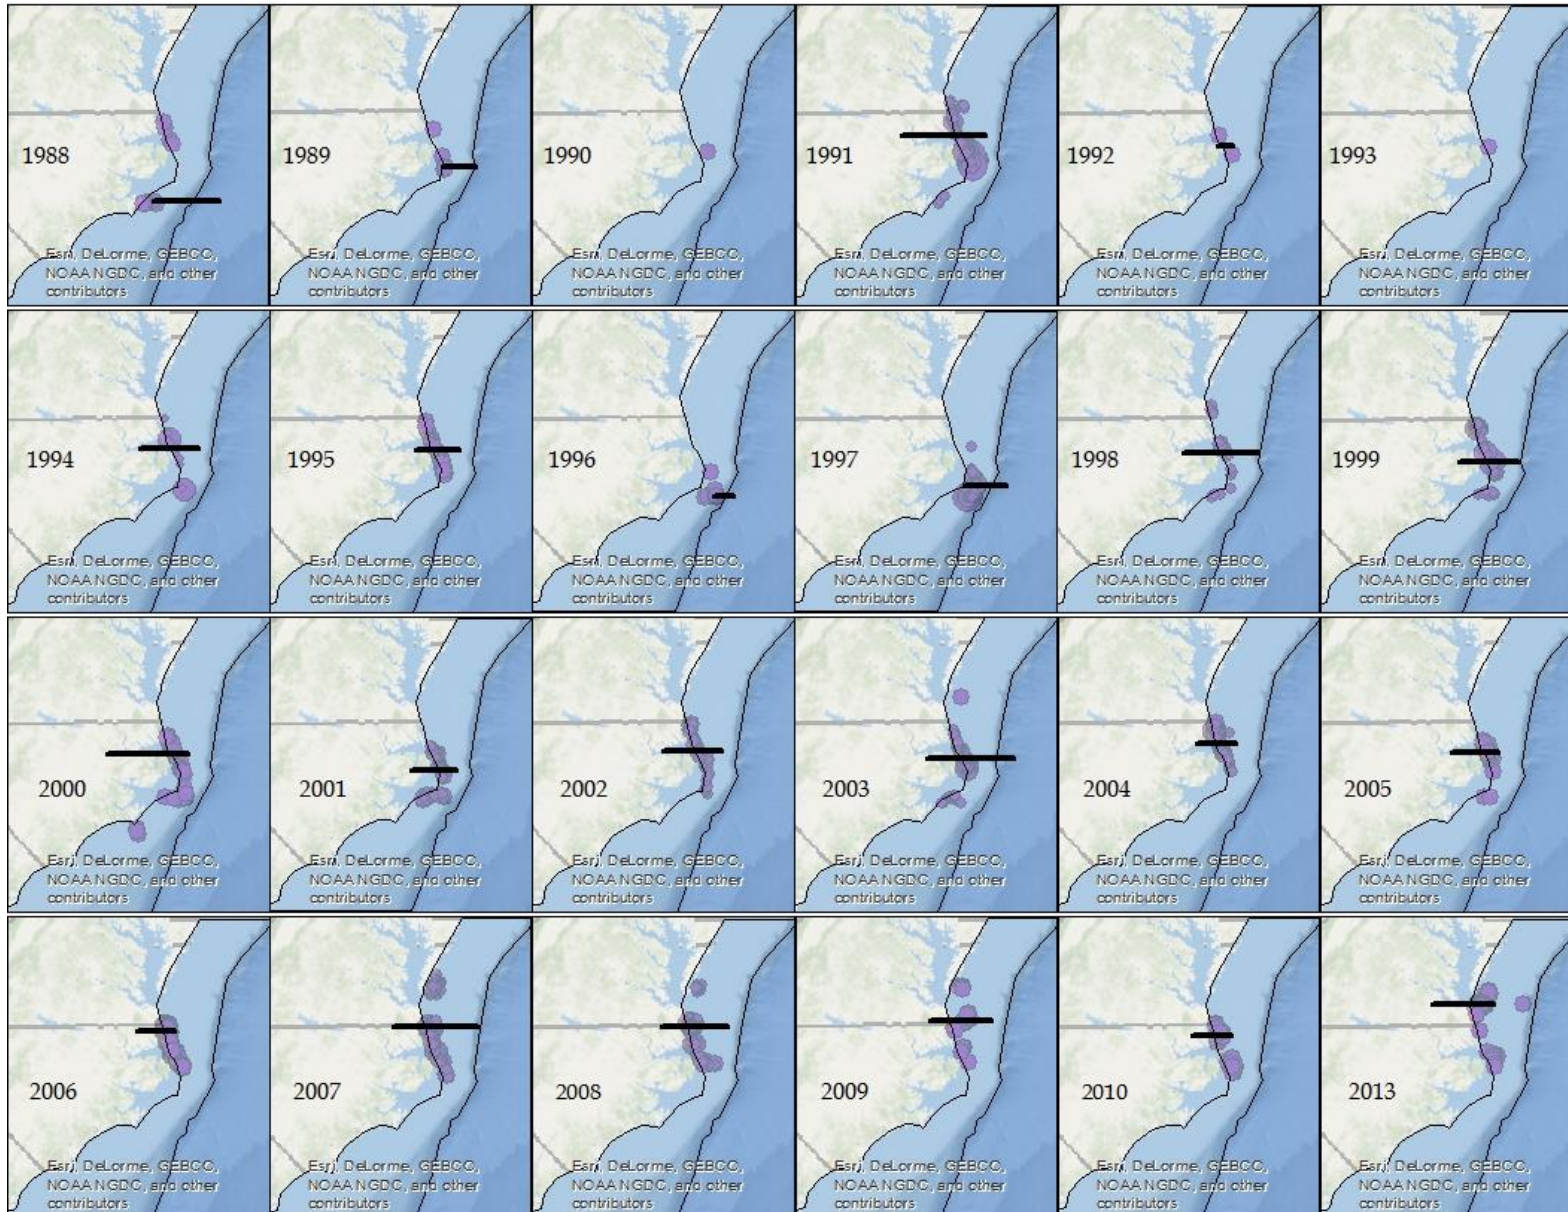 1988
Esri, DeLorme, GEBCO,
NOAA NGDC, and other
contributors
1989
Esri, DeLorme, GEBCO,
NOAA NGDC, and other
contributors
1990
Esri, DeLorme, GEBCO,
NOAA NGDC, and other
contributors
1991
Esri, DeLorme, GEBCO,
NOAA NGDC, and other
contributors
1992
Esri, DeLorme, GEBCO,
NOAA NGDC, and other
contributors
1993
Esri, DeLorme, GEBCO,
NOAA NGDC, and other
contributors
1994
Esri, DeLorme, GEBCO,
NOAA NGDC, and other
contributors
1995
Esri, DeLorme, GEBCO,
NOAA NGDC, and other
contributors
1996
Esri, DeLorme, GEBCO,
NOAA NGDC, and other
contributors
1997
Esri, DeLorme, GEBCO,
NOAA NGDC, and other
contributors
1998
Esri, DeLorme, GEBCO,
NOAA NGDC, and other
contributors
1999
Esri, DeLorme, GEBCO,
NOAA NGDC, and other
contributors
2000
Esri, DeLorme, GEBCO,
NOAA NGDC, and other
contributors
2001
Esri, DeLorme, GEBCO,
NOAA NGDC, and other
contributors
2002
Esri, DeLorme, GEBCO,
NOAA NGDC, and other
contributors
2003
Esri, DeLorme, GEBCO,
NOAA NGDC, and other
contributors
2004
Esri, DeLorme, GEBCO,
NOAA NGDC, and other
contributors
2005
Esri, DeLorme, GEBCO,
NOAA NGDC, and other
contributors
2006
Esri, DeLorme, GEBCO,
NOAA NGDC, and other
contributors
2007
Esri, DeLorme, GEBCO,
NOAA NGDC, and other
contributors
2008
Esri, DeLorme, GEBCO,
NOAA NGDC, and other
contributors
2009
Esri, DeLorme, GEBCO,
NOAA NGDC, and other
contributors
2010
Esri, DeLorme, GEBCO,
NOAA NGDC, and other
contributors
2013
Esri, DeLorme, GEBCO,
NOAA NGDC, and other
contributors